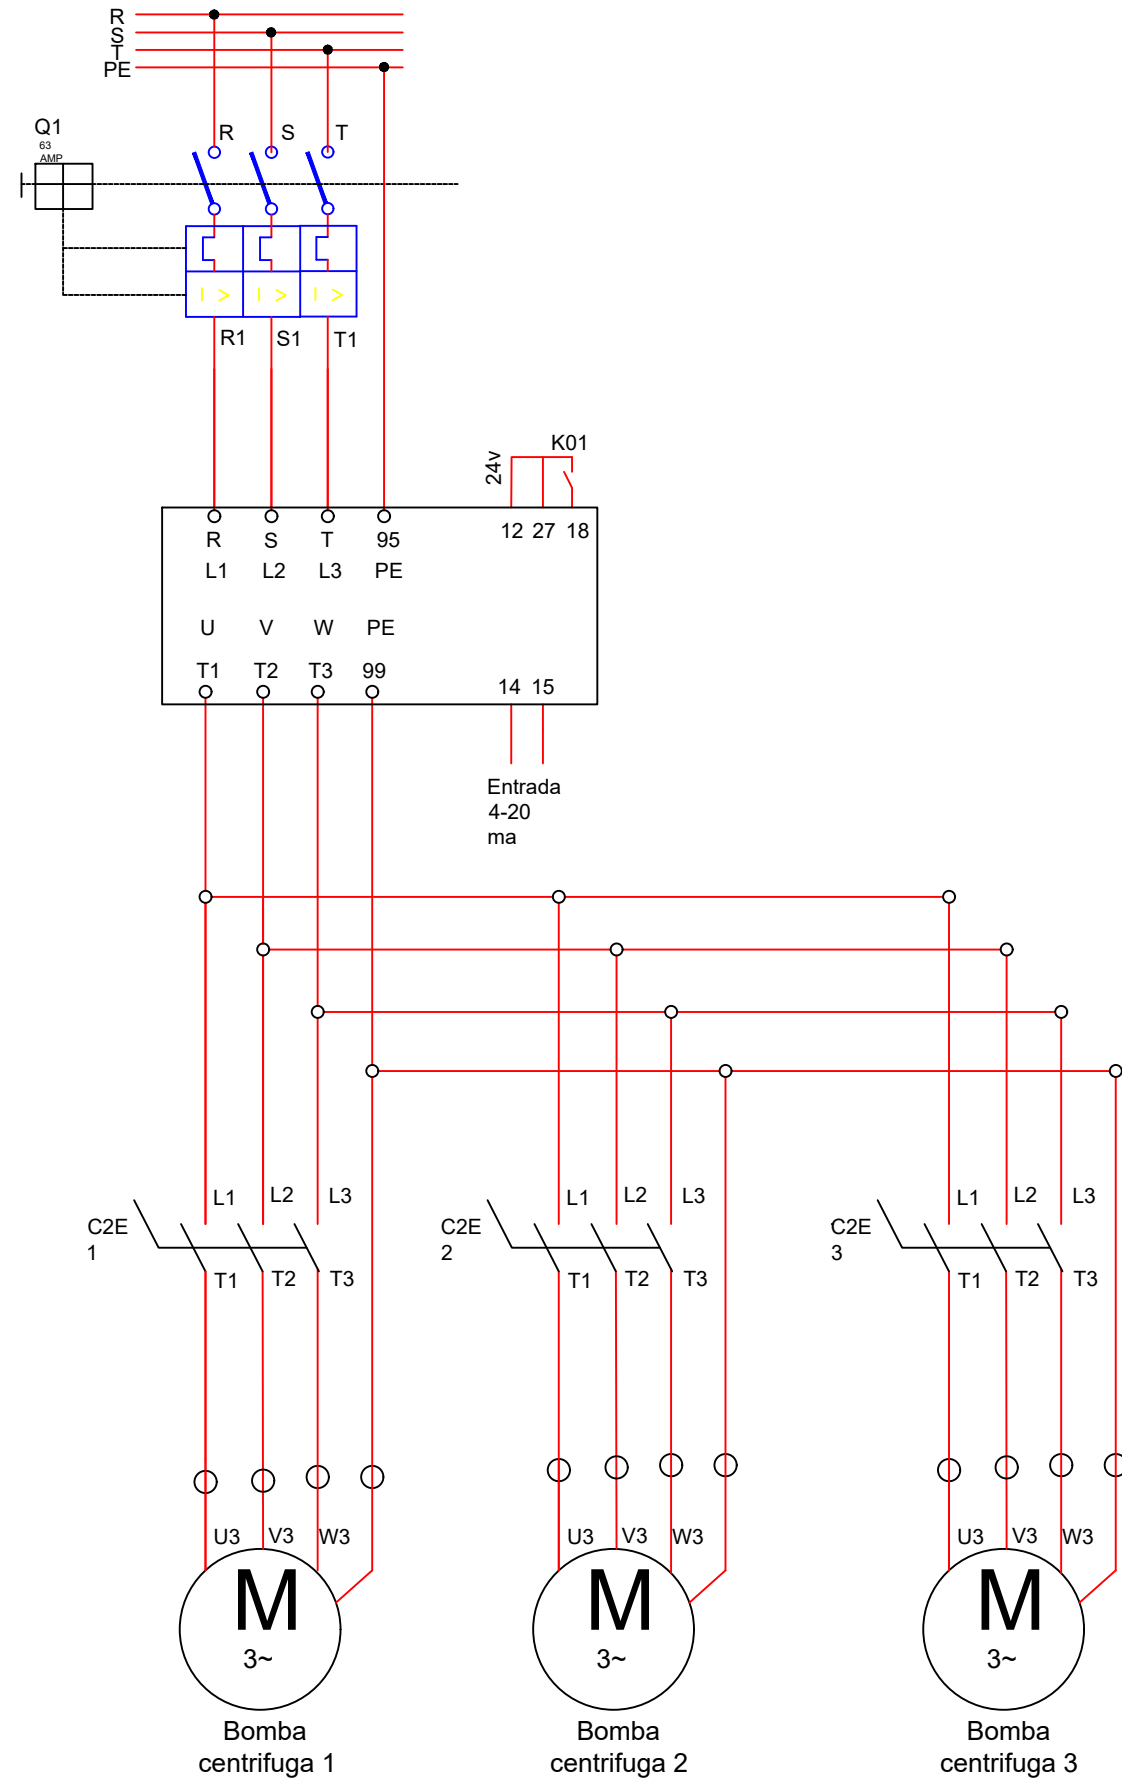 R
S
T
PE
Q1
63
AMP
R S T
I > I > I >
R1 S1 T1
24v
K01
12 27 18
R S T 95
L1 L2 L3 PE
U V W PE
T1 T2 T3 99
14 15
Entrada
4-20
ma
L1 L2 L3
C2E
1
T1 T2 T3
L1 L2 L3
C2E
2
T1 T2 T3
L1 L2 L3
C2E
3
T1 T2 T3
U3 V3 W3
M
3~
Bomba
centrifuga 1
U3 V3 W3
M
3~
Bomba
centrifuga 2
U3 V3 W3
M
3~
Bomba
centrifuga 3